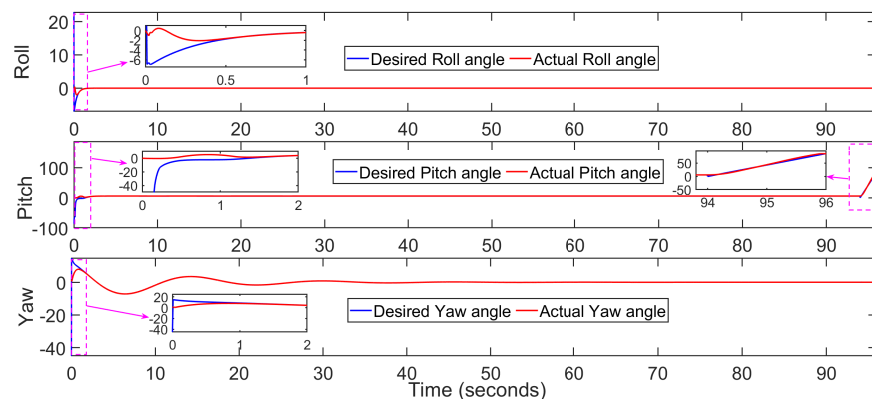 Roll
20
0
0
-2
-4
-6
0
0.5
1
Desired Roll angle
Actual Roll angle
0 10 20 30 40 50 60 70 80 90
Pitch
100
0
-100
0
-20
-40
0
1
2
Desired Pitch angle
Actual Pitch angle
50
0
-50
94
95
96
0 10 20 30 40 50 60 70 80 90
Yaw
0
-20
-40
20
0
-20
-40
0
1
2
Desired Yaw angle
Actual Yaw angle
0 10 20 30 40 50 60 70 80 90
Time (seconds)